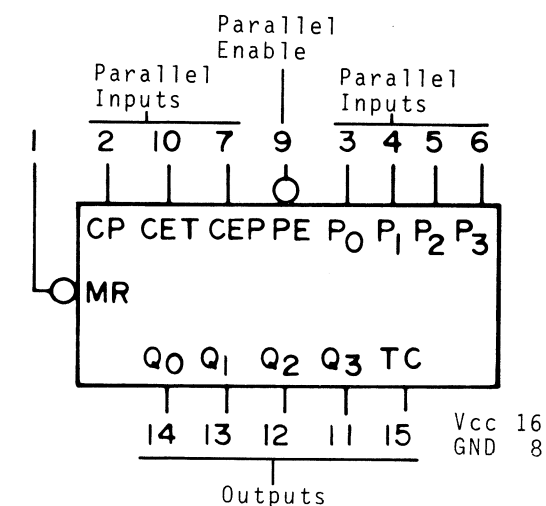 Parallel
Enable
Parallel
Inputs
Parallel
Inputs
1 2 10 7 9 3 4 5 6
CP CET CEP PE P0 P1 P2 P3
MR
Q0 Q1 Q2 Q3 TC
14 13 12 11 15
Vcc 16
GND 8
Outputs